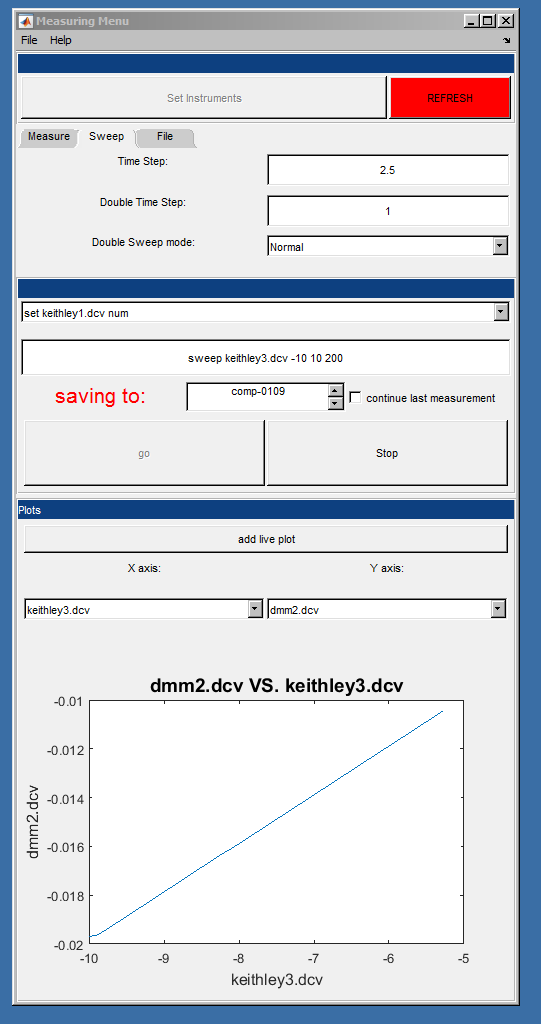 Measuring Menu
File Help
Set Instruments REFRESH
Measure Sweep File
Time Step: 2.5
Double Time Step: 1
Double Sweep mode: Normal
set keithley1.dcv num
sweep keithley3.dcv -10 10 200
saving to: comp-0109 continue last measurement
go Stop
Plots
add live plot
X axis: Y axis:
keithley3.dcv dmm2.dcv
dmm2.dcv VS. keithley3.dcv
-0.01
-0.012
-0.014
-0.016
-0.018
-0.02
dmm2.dcv
-10 -9 -8 -7 -6 -5
keithley3.dcv